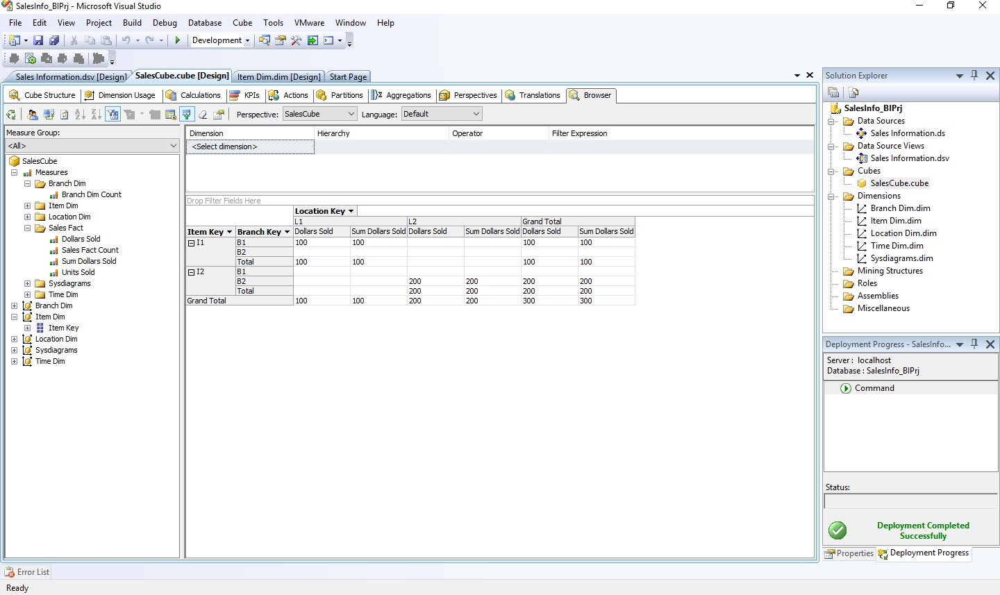 SalesInfo_BIPrj - Microsoft Visual Studio
File Edit View Project Build Debug Database Cube Tools VMware Window Help
Development
Sales Information.dsv [Design] SalesCube.cube [Design] Item Dim.dim [Design] Start Page
Cube Structure Dimension Usage Calculations KPIs Actions Partitions Aggregations Perspectives Translations Browser
Perspective: SalesCube Language: Default
Measure Group:
<All>
SalesCube
Measures
Branch Dim
Branch Dim Count
Item Dim
Location Dim
Sales Fact
Dollars Sold
Sales Fact Count
Sum Dollars Sold
Units Sold
Sysdiagrams
Time Dim
Branch Dim
Item Dim
Item Key
Location Dim
Sysdiagrams
Time Dim
Dimension Hierarchy Operator Filter Expression
<Select dimension>
Drop Filter Fields Here
Location Key
L1 L2 Grand Total
Item Key Branch Key Dollars Sold Sum Dollars Sold Dollars Sold Sum Dollars Sold Dollars Sold Sum Dollars Sold
I1 B1 100 100 100 100
B2
Total 100 100 100 100
I2 B1
B2 200 200 200 200
Total 200 200 200 200
Grand Total 100 100 200 200 300 300
Solution Explorer
SalesInfo_BIPrj
Data Sources
Sales Information.ds
Data Source Views
Sales Information.dsv
Cubes
SalesCube.cube
Dimensions
Branch Dim.dim
Item Dim.dim
Location Dim.dim
Time Dim.dim
Sysdiagrams.dim
Mining Structures
Roles
Assemblies
Miscellaneous
Deployment Progress - SalesInfo...
Server : localhost
Database : SalesInfo_BIPrj
Command
Status:
Deployment Completed
Successfully
Properties Deployment Progress
Error List
Ready